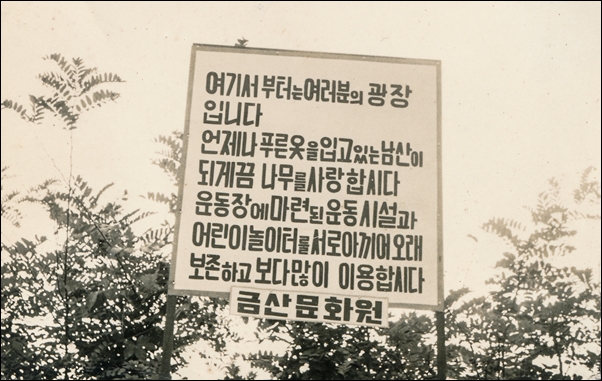 여기서 부터는 여러분의 광장
입니다
언제나 푸른옷을입고있는남산이
되계끔 나무를사랑합시다
운동장에마련된운동시설과
어린이놀이터를서로아끼어오래
보존하고 보다많이 이용합시다
금산문화원